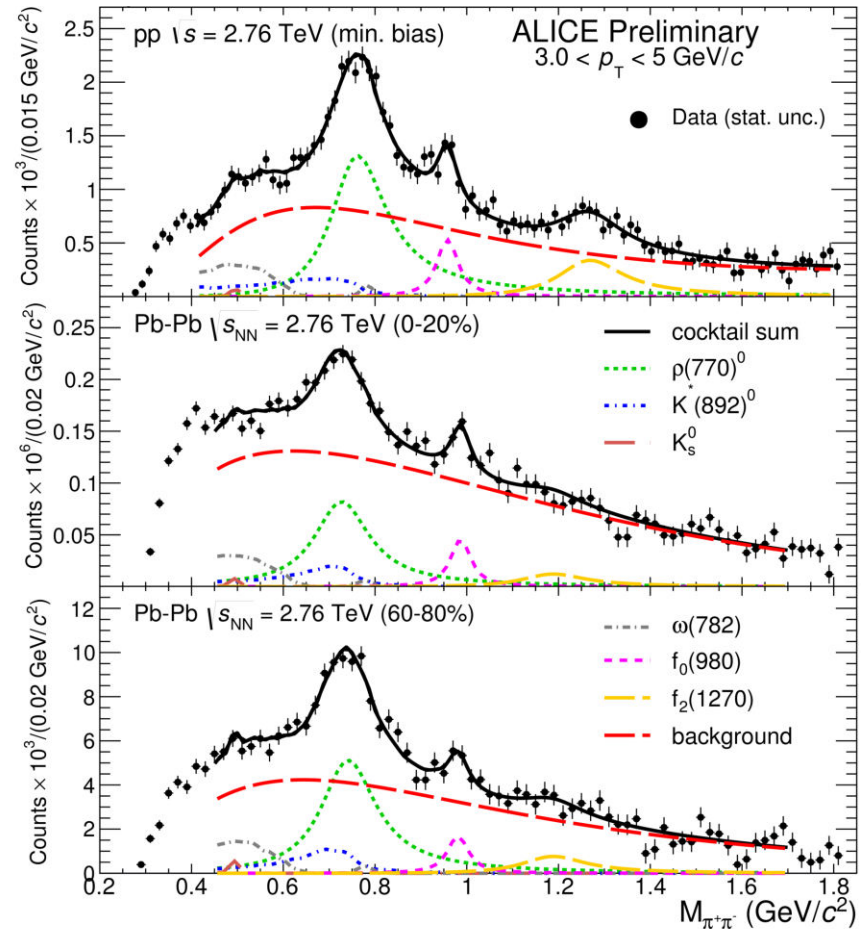 pp √s = 2.76 TeV (min. bias)
ALICE Preliminary
3.0 < p_T < 5 GeV/c
Data (stat. unc.)
Counts × 10³/(0.015 GeV/c²)
2.5
2
1.5
1
0.5
Pb-Pb √s_NN = 2.76 TeV (0-20%)
cocktail sum
ρ(770)⁰
K*(892)⁰
K⁰_s
Counts × 10⁶/(0.02 GeV/c²)
0.25
0.2
0.15
0.1
0.05
Pb-Pb √s_NN = 2.76 TeV (60-80%)
ω(782)
f₀(980)
f₂(1270)
background
Counts × 10³/(0.02 GeV/c²)
12
10
8
6
4
2
0
0.2 0.4 0.6 0.8 1 1.2 1.4 1.6 1.8
M_π⁺π⁻ (GeV/c²)